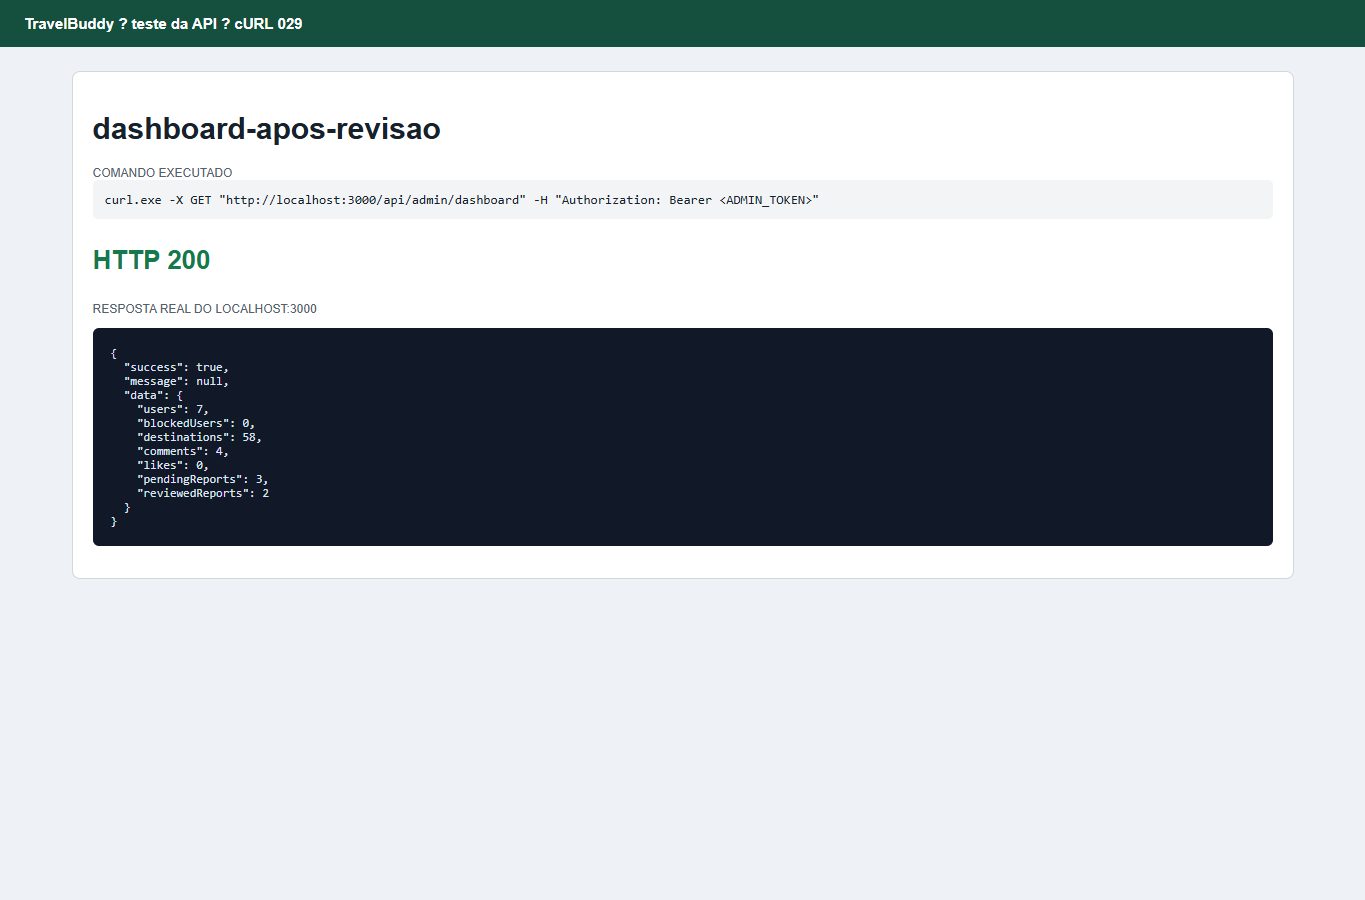 TravelBuddy ? teste da API ? cURL 029
dashboard-apos-revisao
COMANDO EXECUTADO
curl.exe -X GET "http://localhost:3000/api/admin/dashboard" -H "Authorization: Bearer <ADMIN_TOKEN>"
HTTP 200
RESPOSTA REAL DO LOCALHOST:3000
{
  "success": true,
  "message": null,
  "data": {
    "users": 7,
    "blockedUsers": 0,
    "destinations": 58,
    "comments": 4,
    "likes": 0,
    "pendingReports": 3,
    "reviewedReports": 2
  }
}